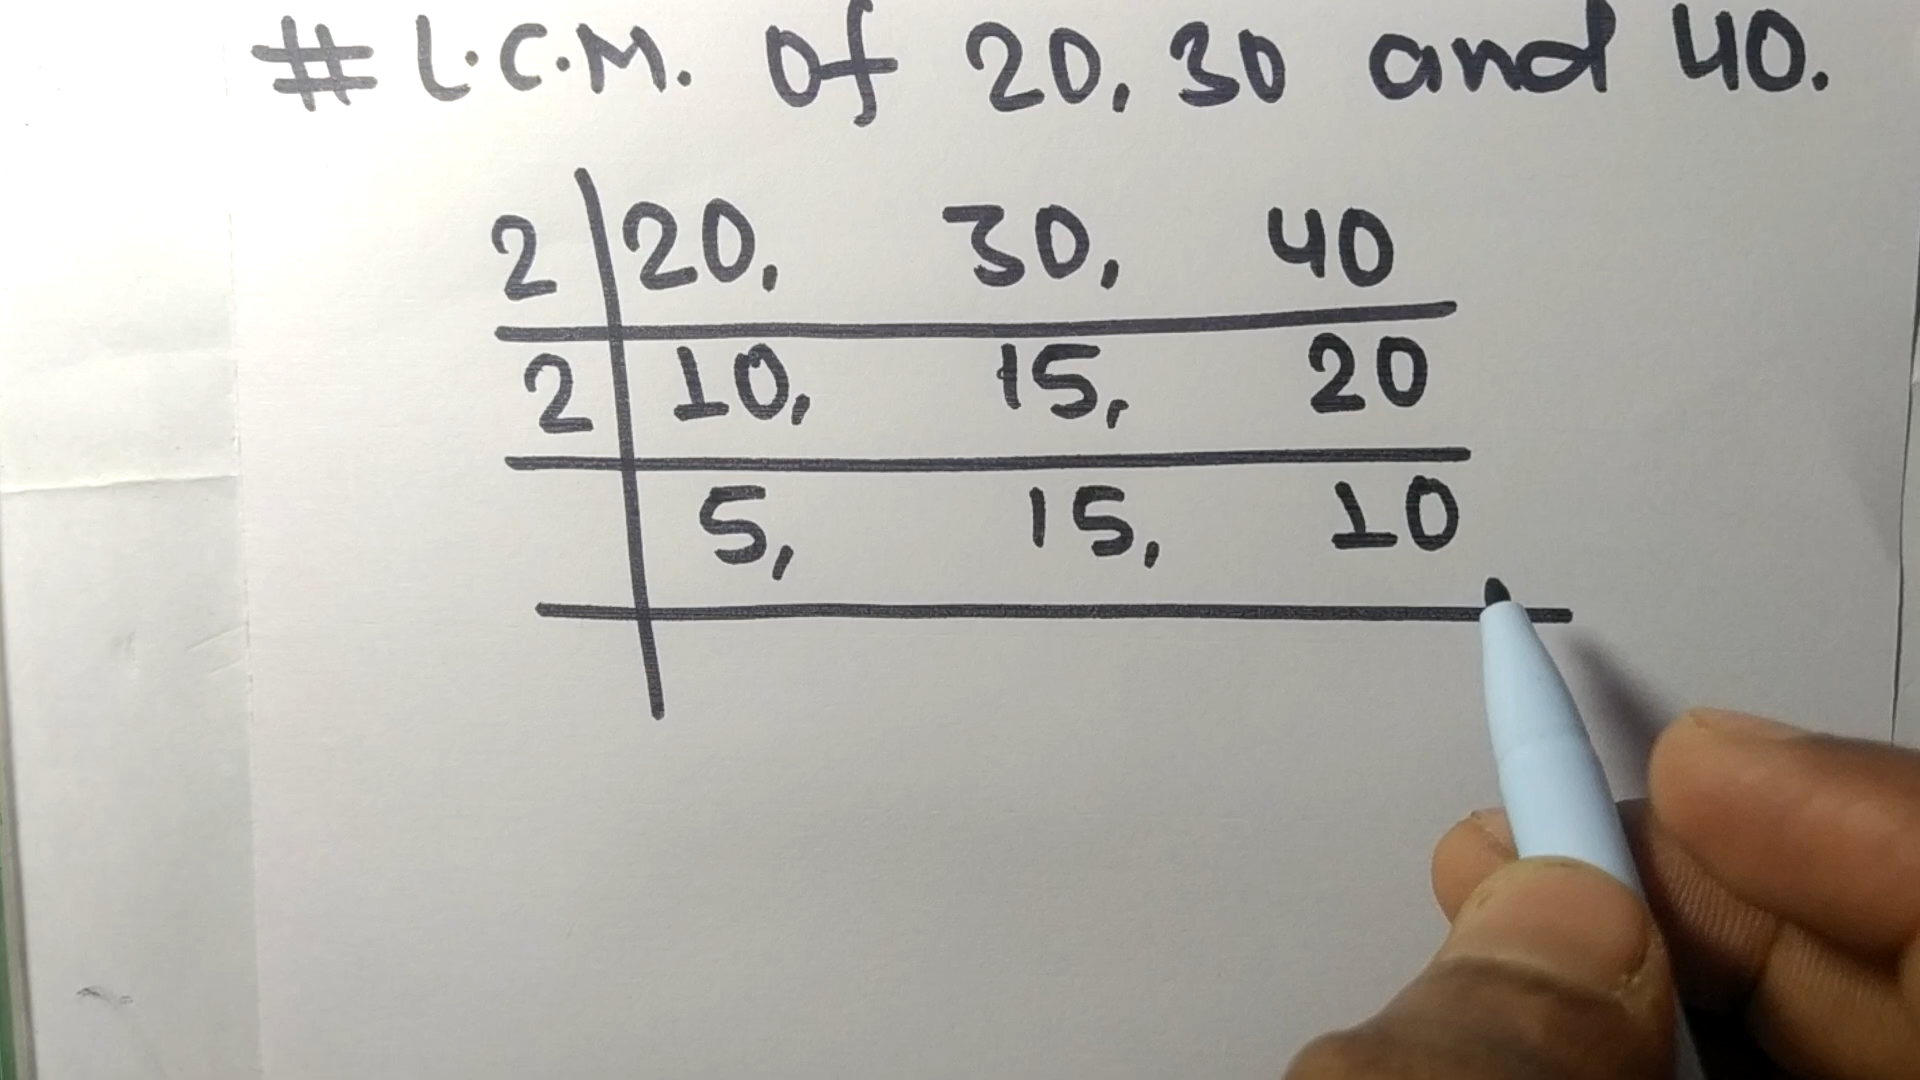 # L.C.M. of 20, 30 and 40.
2 20, 30, 40
2 10, 15, 20
5, 15, 10